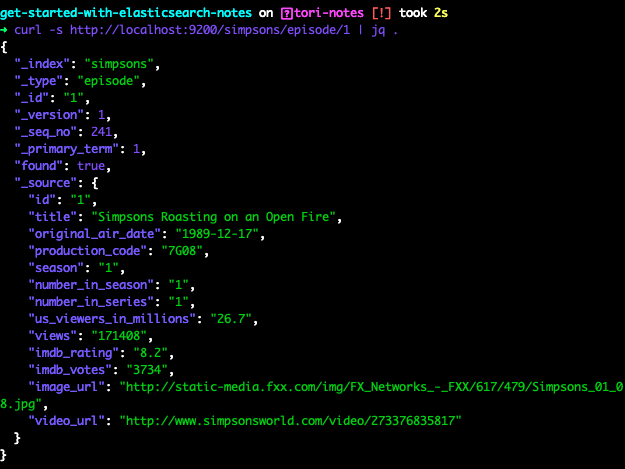 get-started-with-elasticsearch-notes on tori-notes [!] took 2s
➜ curl -s http://localhost:9200/simpsons/episode/1 | jq .
{
  "_index": "simpsons",
  "_type": "episode",
  "_id": "1",
  "_version": 1,
  "_seq_no": 241,
  "_primary_term": 1,
  "found": true,
  "_source": {
    "id": "1",
    "title": "Simpsons Roasting on an Open Fire",
    "original_air_date": "1989-12-17",
    "production_code": "7G08",
    "season": "1",
    "number_in_season": "1",
    "number_in_series": "1",
    "us_viewers_in_millions": "26.7",
    "views": "171408",
    "imdb_rating": "8.2",
    "imdb_votes": "3734",
    "image_url": "http://static-media.fxx.com/img/FX_Networks_-_FXX/617/479/Simpsons_01_0
8.jpg",
    "video_url": "http://www.simpsonsworld.com/video/273376835817"
  }
}